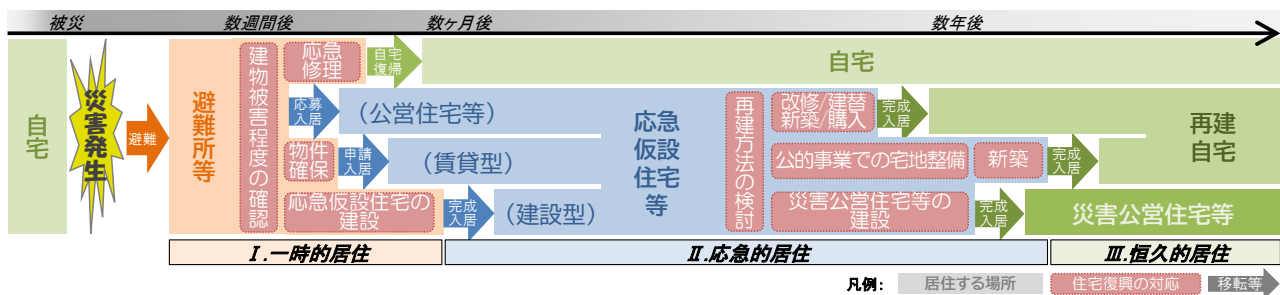 被災
数週間後
数ヶ月後
数年後
自宅
災害発生
避難
避難所等
建物被害程度の確認
応急
修理
自宅
復帰
自宅
応募
入居
(公営住宅等)
物件
確保
申請
入居
(賃貸型)
応急仮設住宅の
建設
完成
入居
(建設型)
応急
仮設
住宅
等
再建方法の検討
改修/建替
新築/購入
完成
入居
公的事業での宅地整備
新築
完成
入居
再建
自宅
災害公営住宅等の
建設
完成
入居
災害公営住宅等
Ⅰ.一時的居住
Ⅱ.応急的居住
Ⅲ.恒久的居住
凡例:
居住する場所
住宅復興の対応
移転等